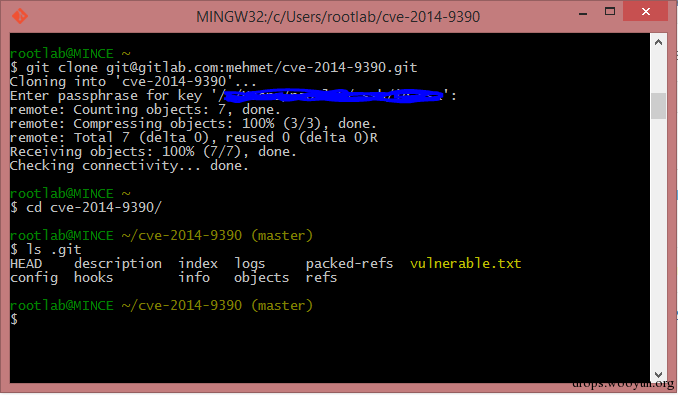 MINGW32:/c/Users/rootlab/cve-2014-9390
rootlab@MINCE ~
$ git clone git@gitlab.com:mehmet/cve-2014-9390.git
Cloning into 'cve-2014-9390'...
Enter passphrase for key '/ ':
remote: Counting objects: 7, done.
remote: Compressing objects: 100% (3/3), done.
remote: Total 7 (delta 0), reused 0 (delta 0)R
Receiving objects: 100% (7/7), done.
Checking connectivity... done.
rootlab@MINCE ~
$ cd cve-2014-9390/
rootlab@MINCE ~/cve-2014-9390 (master)
$ ls .git
HEAD description index logs packed-refs vulnerable.txt
config hooks info objects refs
rootlab@MINCE ~/cve-2014-9390 (master)
$
drops.wooyun.org